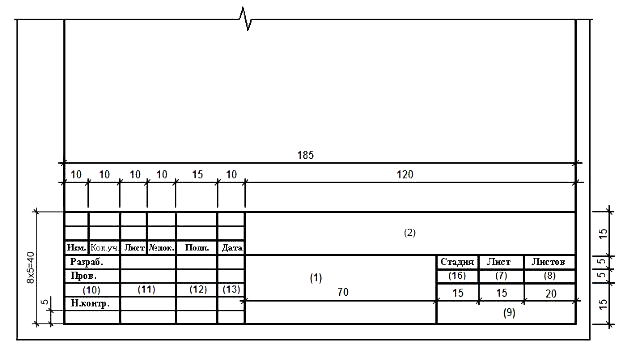 185
10 10 10 10 15 10 120
(2)
15
Изм. Кол.уч. Лист №док. Подп. Дата
8x5=40
Разраб.
(1)
Стадия Лист Листов
5
Пров.
(16) (7) (8)
5
(10) (11) (12) (13)
70
15 15 20
5
Н.контр.
(9)
15